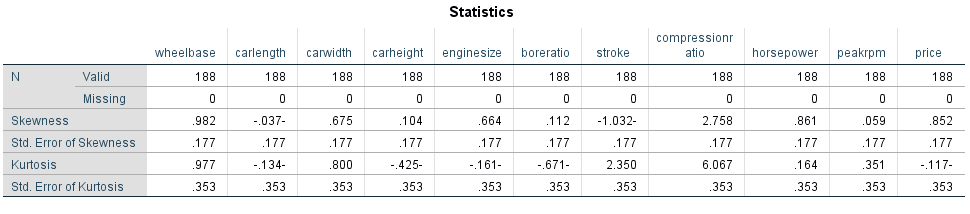 Statistics
wheelbase carlength carwidth carheight enginesize boreratio stroke compressionr atio horsepower peakrpm price
N Valid 188 188 188 188 188 188 188 188 188 188 188
Missing 0 0 0 0 0 0 0 0 0 0 0
Skewness .982 -.037- .675 .104 .664 .112 -1.032- 2.758 .861 .059 .852
Std. Error of Skewness .177 .177 .177 .177 .177 .177 .177 .177 .177 .177 .177
Kurtosis .977 -.134- .800 -.425- -.161- -.671- 2.350 6.067 .164 .351 -.117-
Std. Error of Kurtosis .353 .353 .353 .353 .353 .353 .353 .353 .353 .353 .353